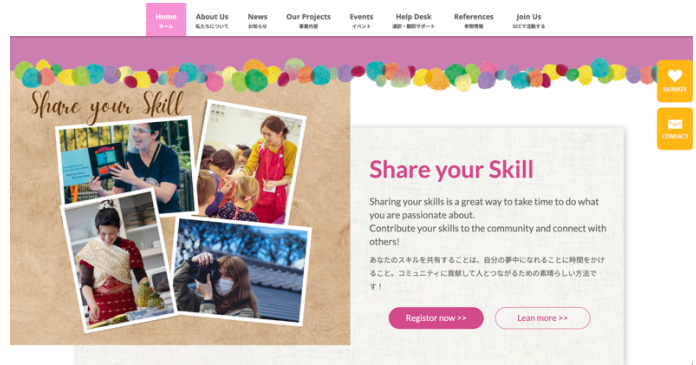 Home
ホーム
About Us
私たちについて
News
お知らせ
Our Projects
事業内容
Events
イベント
Help Desk
通訳・翻訳サポート
References
参照情報
Join Us
SCCで活動する
DONATE
CONTACT
Share your Skill
Share your Skill
Sharing your skills is a great way to take time to do what
you are passionate about.
Contribute your skills to the community and connect with
others!
あなたのスキルを共有することは、自分の夢中になれることに時間をかけ
ること。コミュニティに貢献して人とつながるための素晴らしい方法で
す！
Registor now >>
Lean more >>